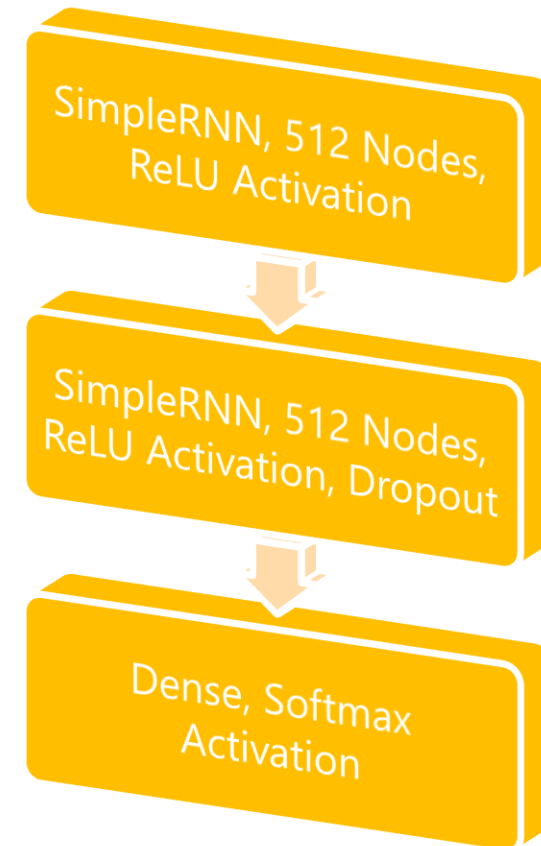 SimpleRNN, 512 Nodes,
ReLU Activation
SimpleRNN, 512 Nodes,
ReLU Activation, Dropout
Dense, Softmax
Activation